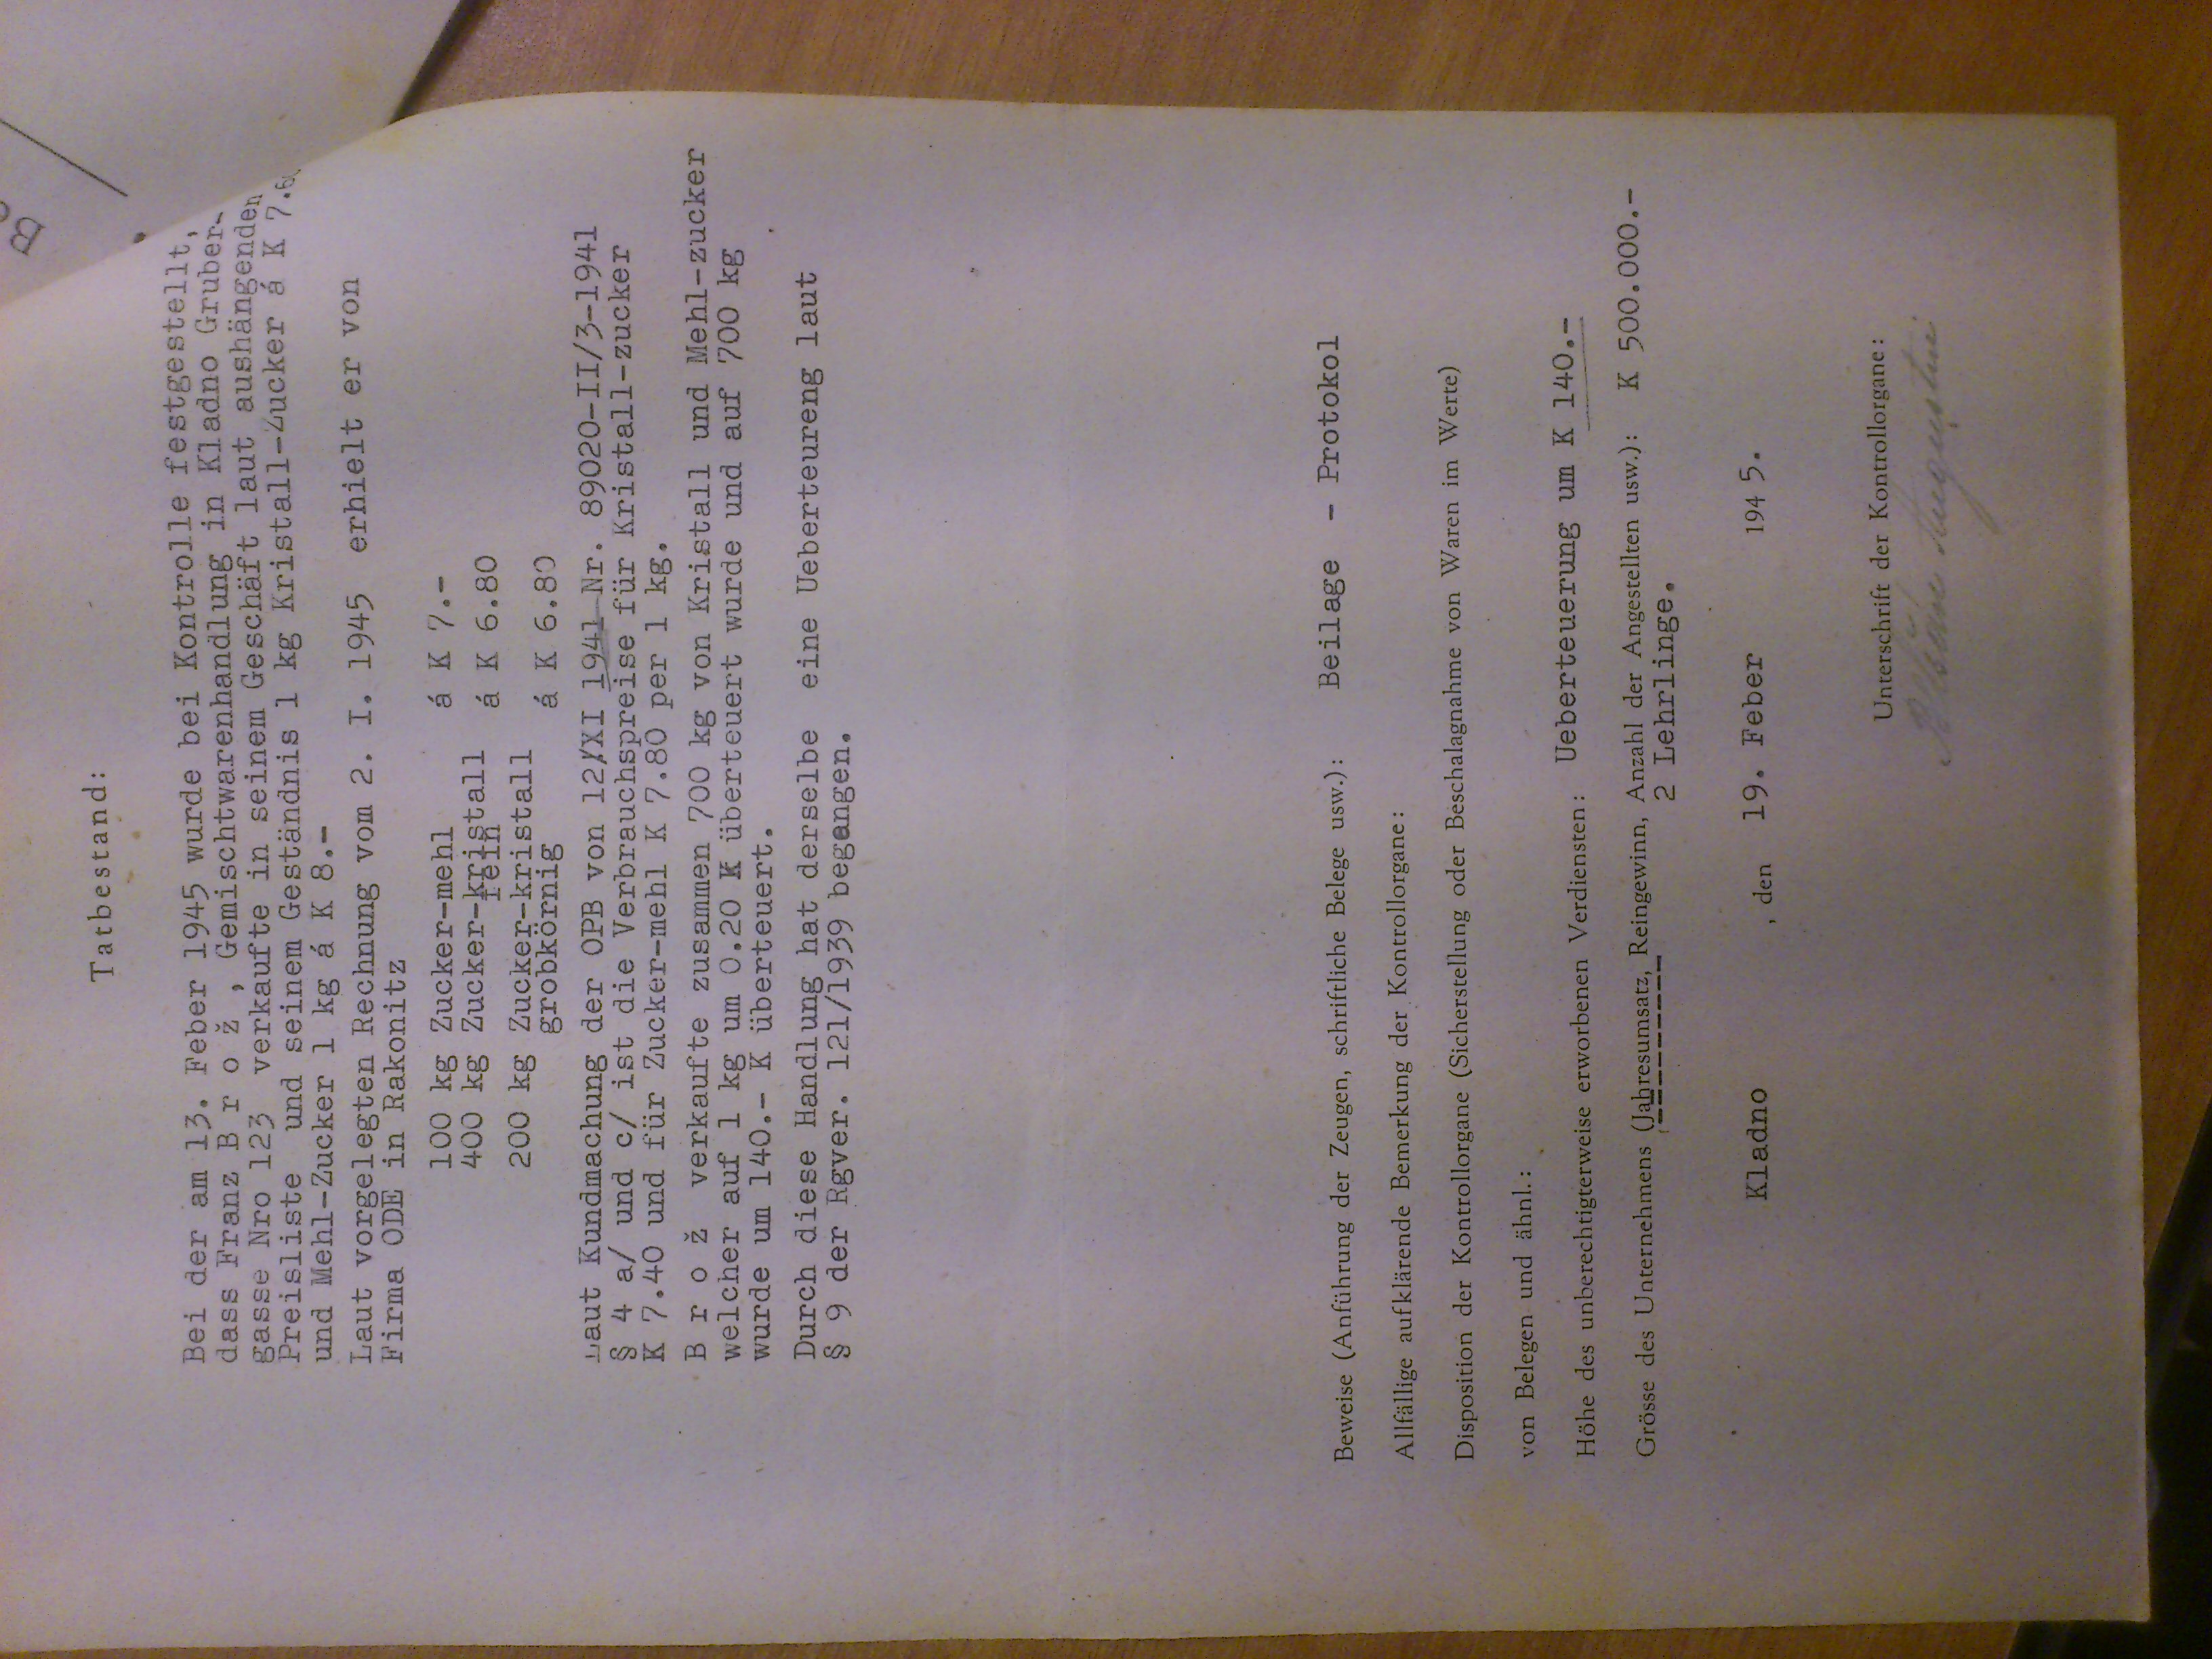 Be
Tatbestand:
Bei der am 13. Feber 1945 wurde bei Kontrolle festgestellt,
dass Franz B r o ž , Gemischtwarenhandlung in Kladno Gruber-
gasse Nro 123 verkaufte in seinem Geschäft laut aushängenden
Preisliste und seinem Geständnis 1 kg Kristall-Zucker á K 7.60
und Mehl-Zucker 1 kg á K 8.-
Laut vorgelegten Rechnung vom 2. I. 1945 erhielt er von
Firma ODE in Rakonitz
100 kg Zucker-mehl á K 7.-
400 kg Zucker-kristall
fein á K 6.80
200 kg Zucker-kristall
grobkörnig á K 6.80
Laut Kundmachung der OPB von 12/XI 1941 Nr. 89020-II/3-1941
§ 4 a/ und c/ ist die Verbrauchspreise für Kristall-zucker
K 7.40 und für Zucker-mehl K 7.80 per 1 kg.
B r o ž verkaufte zusammen 700 kg von Kristall und Mehl-zucker
welcher auf 1 kg um 0.20 K überteuert wurde und auf 700 kg
wurde um 140.- K überteuert.
Durch diese Handlung hat derselbe eine Ueberteureng laut
§ 9 der Rgver. 121/1939 begangen.
Beweise (Anführung der Zeugen, schriftliche Belege usw.): Beilage - Protokol
Allfällige aufklärende Bemerkung der Kontrollorgane:
Disposition der Kontrollorgane (Sicherstellung oder Beschalagnahme von Waren im Werte)
von Belegen und ähnl.:
Höhe des unberechtigterweise erworbenen Verdiensten: Ueberteuerung um K 140.-
Grösse des Unternehmens (Jahresumsatz, Reingewinn, Anzahl der Angestellten usw.): K 500.000.-
2 Lehrlinge.
Kladno , den 19. Feber 1945.
Unterschrift der Kontrollorgane:
Augustin